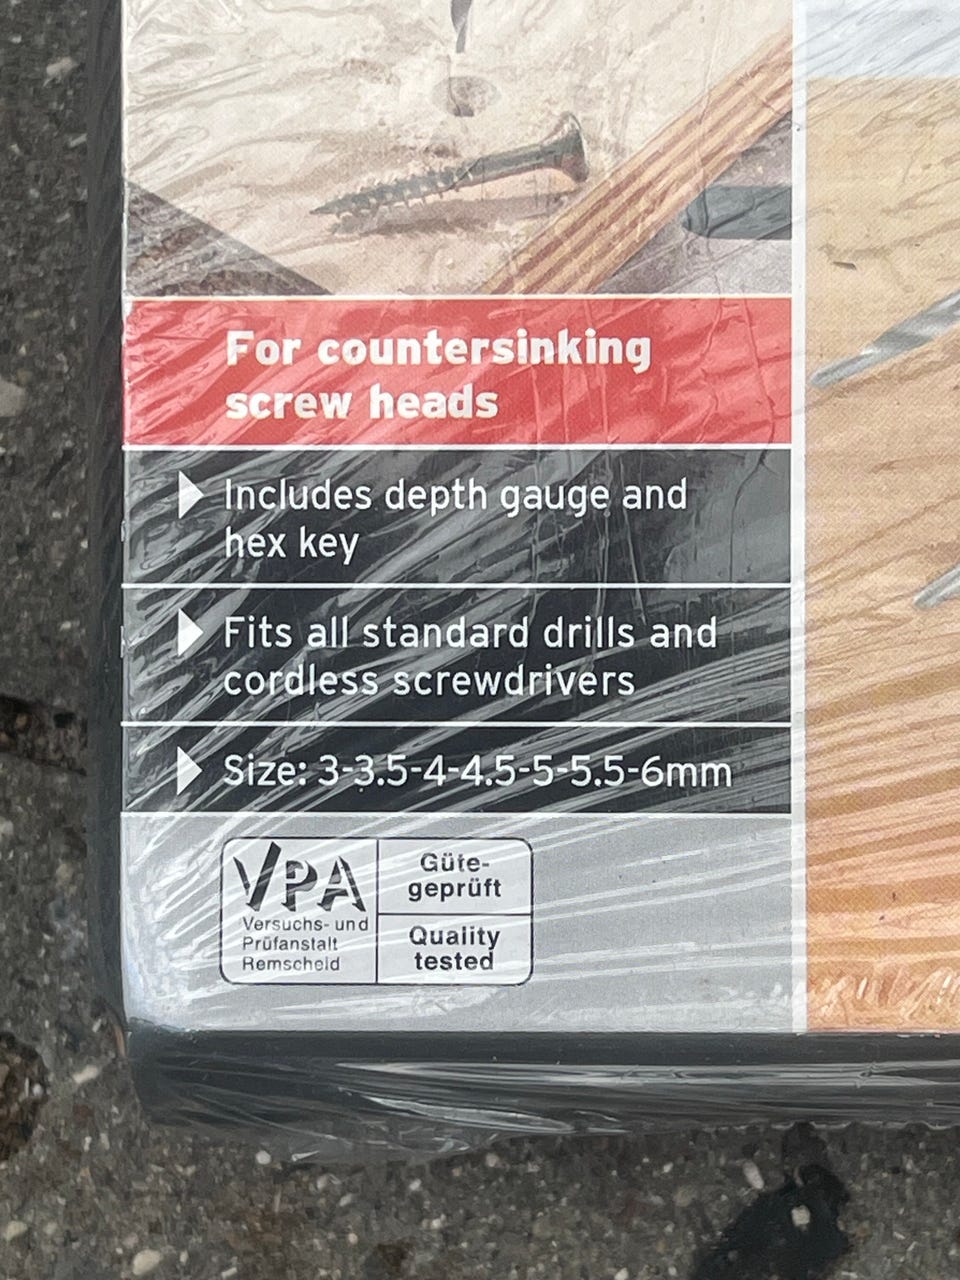 For countersinking
screw heads
Includes depth gauge and
hex key
Fits all standard drills and
cordless screwdrivers
Size: 3-3.5-4-4.5-5-5.5-6mm
VPA
Versuchs- und
Prüfanstalt
Remscheid
Güte-
geprüft
Quality
tested